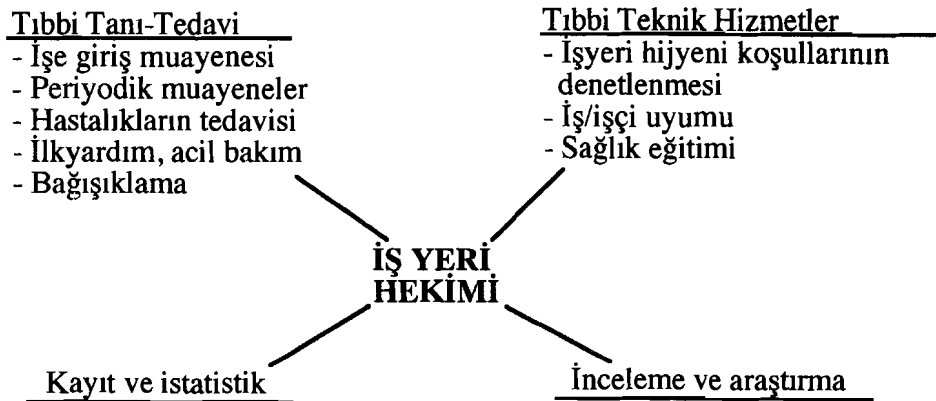 Tıbbi Tanı-Tedavi
- İşe giriş muayenesi
- Periyodik muayeneler
- Hastalıkların tedavisi
- İlkyardım, acil bakım
- Bağışıklama
Tıbbi Teknik Hizmetler
- İşyeri hijyeni koşullarının
denetlenmesi
- İş/işçi uyumu
- Sağlık eğitimi
İŞ YERİ
HEKİMİ
Kayıt ve istatistik
İnceleme ve araştırma